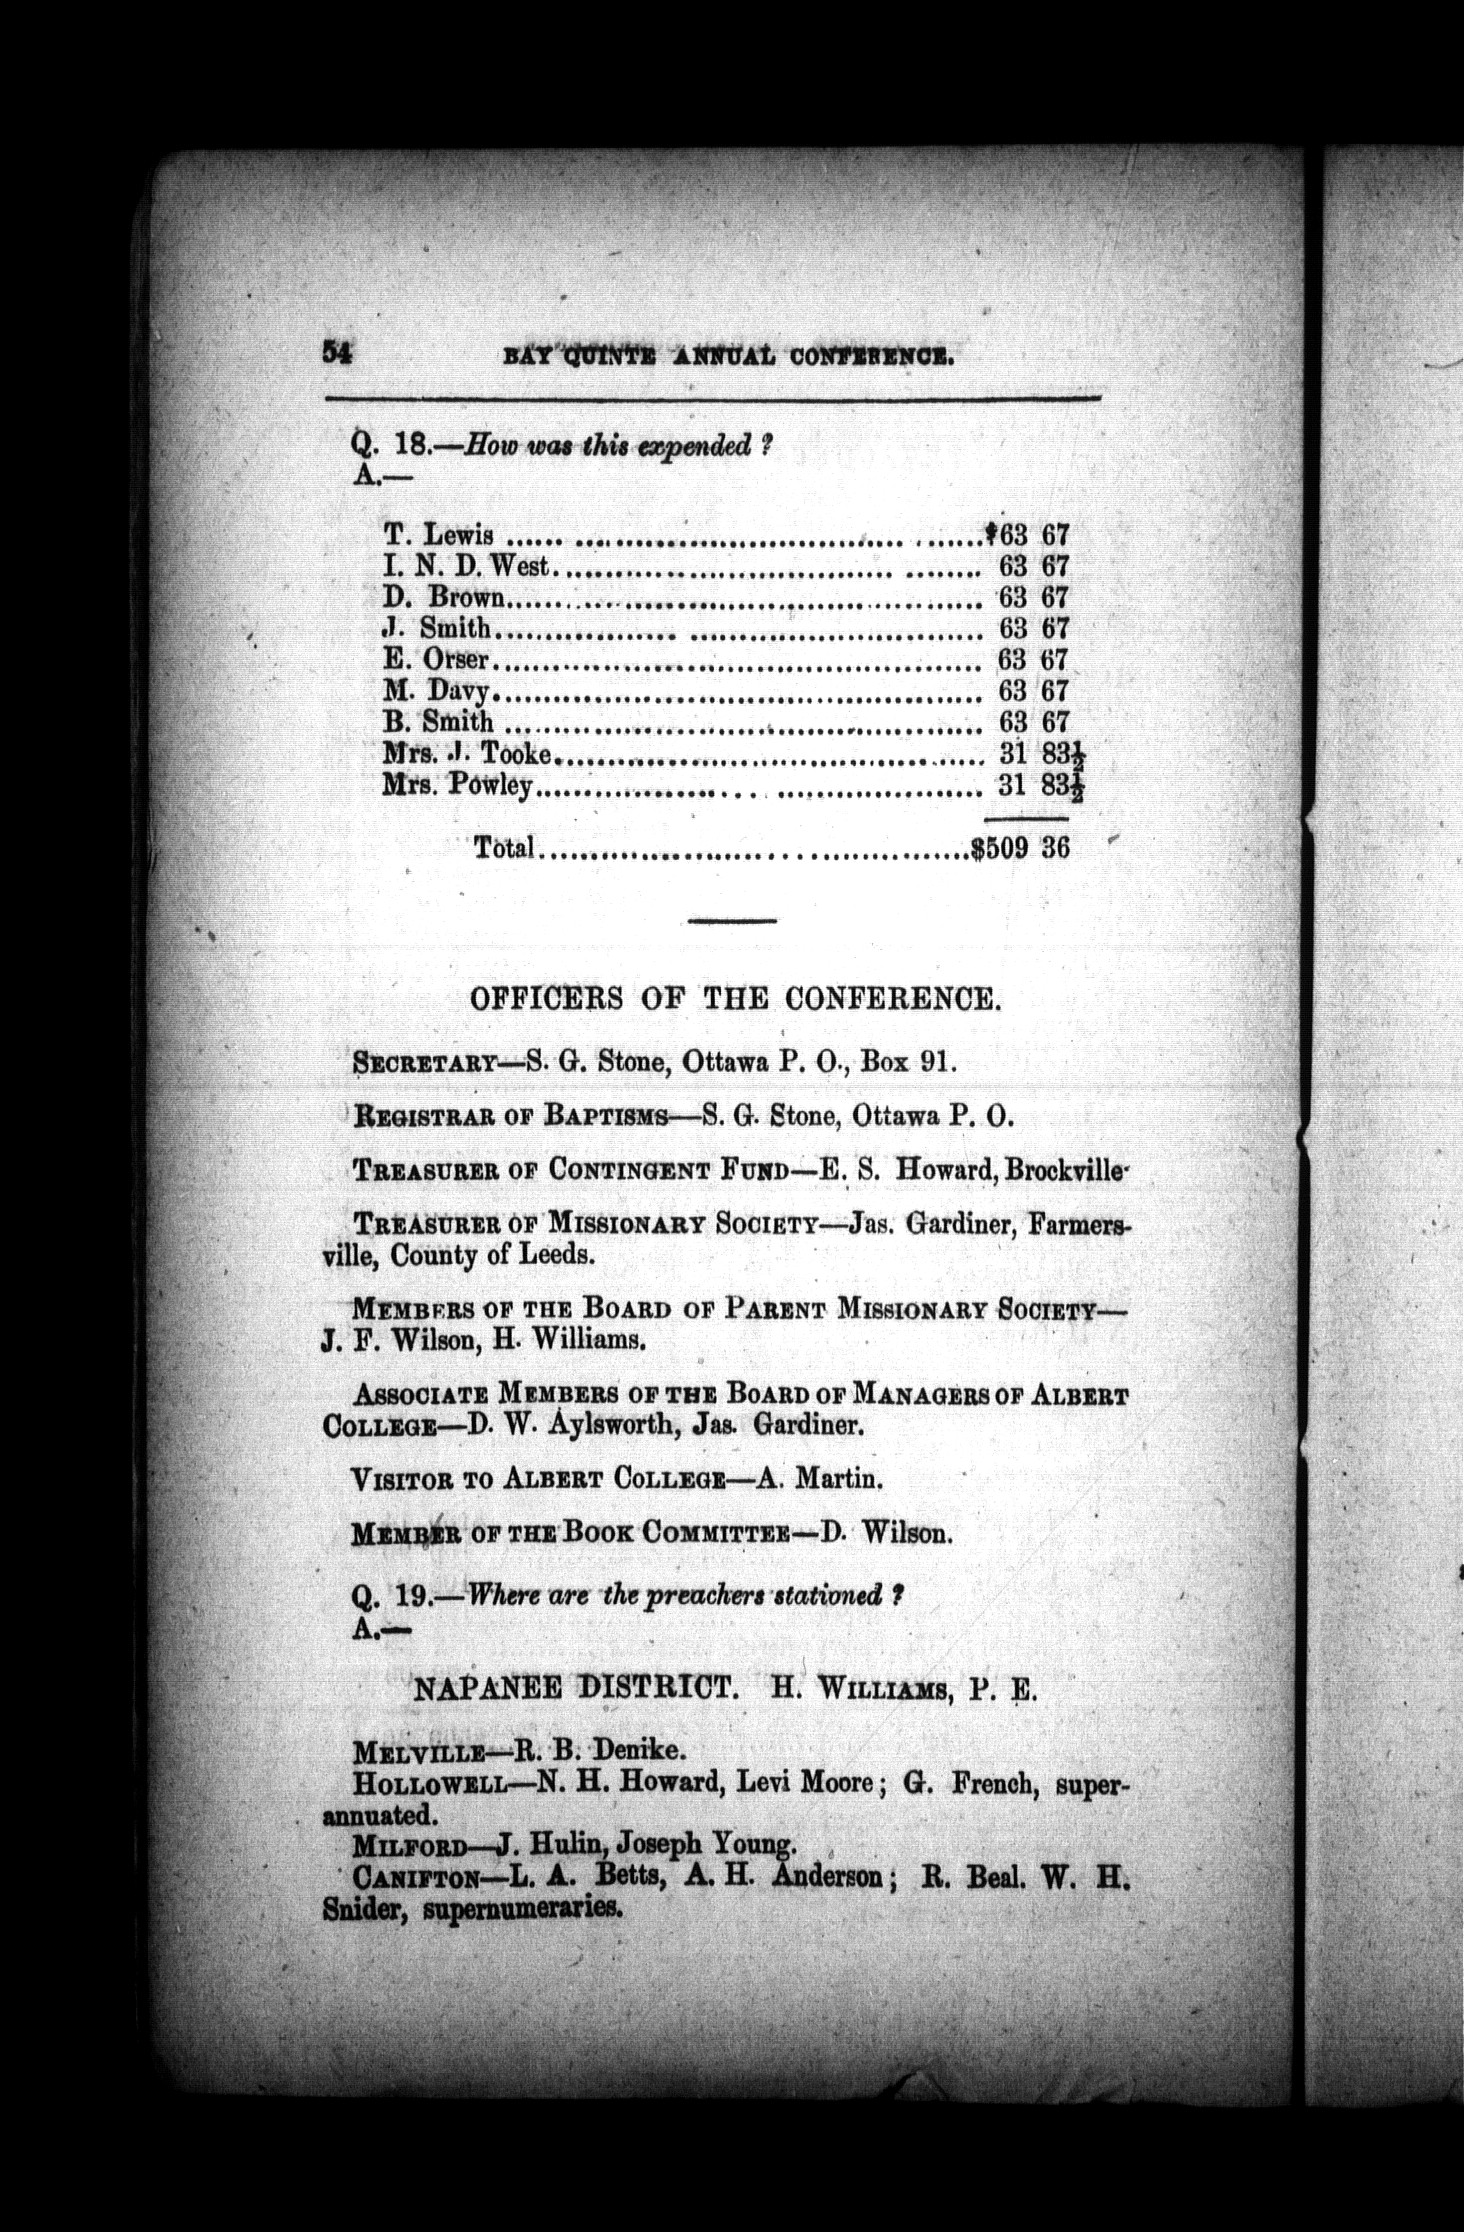 54 BAY QUINTE ANNUAL CONFERENCE.
Q. 18.—How was this expended ?
A.—
T. Lewis ...... ................................. . ......$63 67
I. N. D. West.................................. ........ 63 67
D. Brown................................................ 63 67
J. Smith.................. ............................. 63 67
E. Orser................................................ 63 67
M. Davy................................................. 63 67
B. Smith ............................................... 63 67
Mrs. J. Tooke........................................... 31 83½
Mrs. Powley..................... . . ..................... 31 83½
Total...........................................$509 36
OFFICERS OF THE CONFERENCE.
SECRETARY—S. G. Stone, Ottawa P. O., Box 91.
REGISTRAR OF BAPTISMS—S. G. Stone, Ottawa P. O.
TREASURER OF CONTINGENT FUND—E. S. Howard, Brockville.
TREASURER OF MISSIONARY SOCIETY—Jas. Gardiner, Farmers-
ville, County of Leeds.
MEMBERS OF THE BOARD OF PARENT MISSIONARY SOCIETY—
J. F. Wilson, H. Williams.
ASSOCIATE MEMBERS OF THE BOARD OF MANAGERS OF ALBERT
COLLEGE—D. W. Aylsworth, Jas. Gardiner.
VISITOR TO ALBERT COLLEGE—A. Martin.
MEMBER OF THE BOOK COMMITTEE—D. Wilson.
Q. 19.—Where are the preachers stationed ?
A.—
NAPANEE DISTRICT. H. WILLIAMS, P. E.
MELVILLE—R. B. Denike.
HOLLOWELL—N. H. Howard, Levi Moore; G. French, super-
annuated.
MILFORD—J. Hulin, Joseph Young.
CANIFTON—L. A. Betts, A. H. Anderson; R. Beal. W. H.
Snider, supernumeraries.